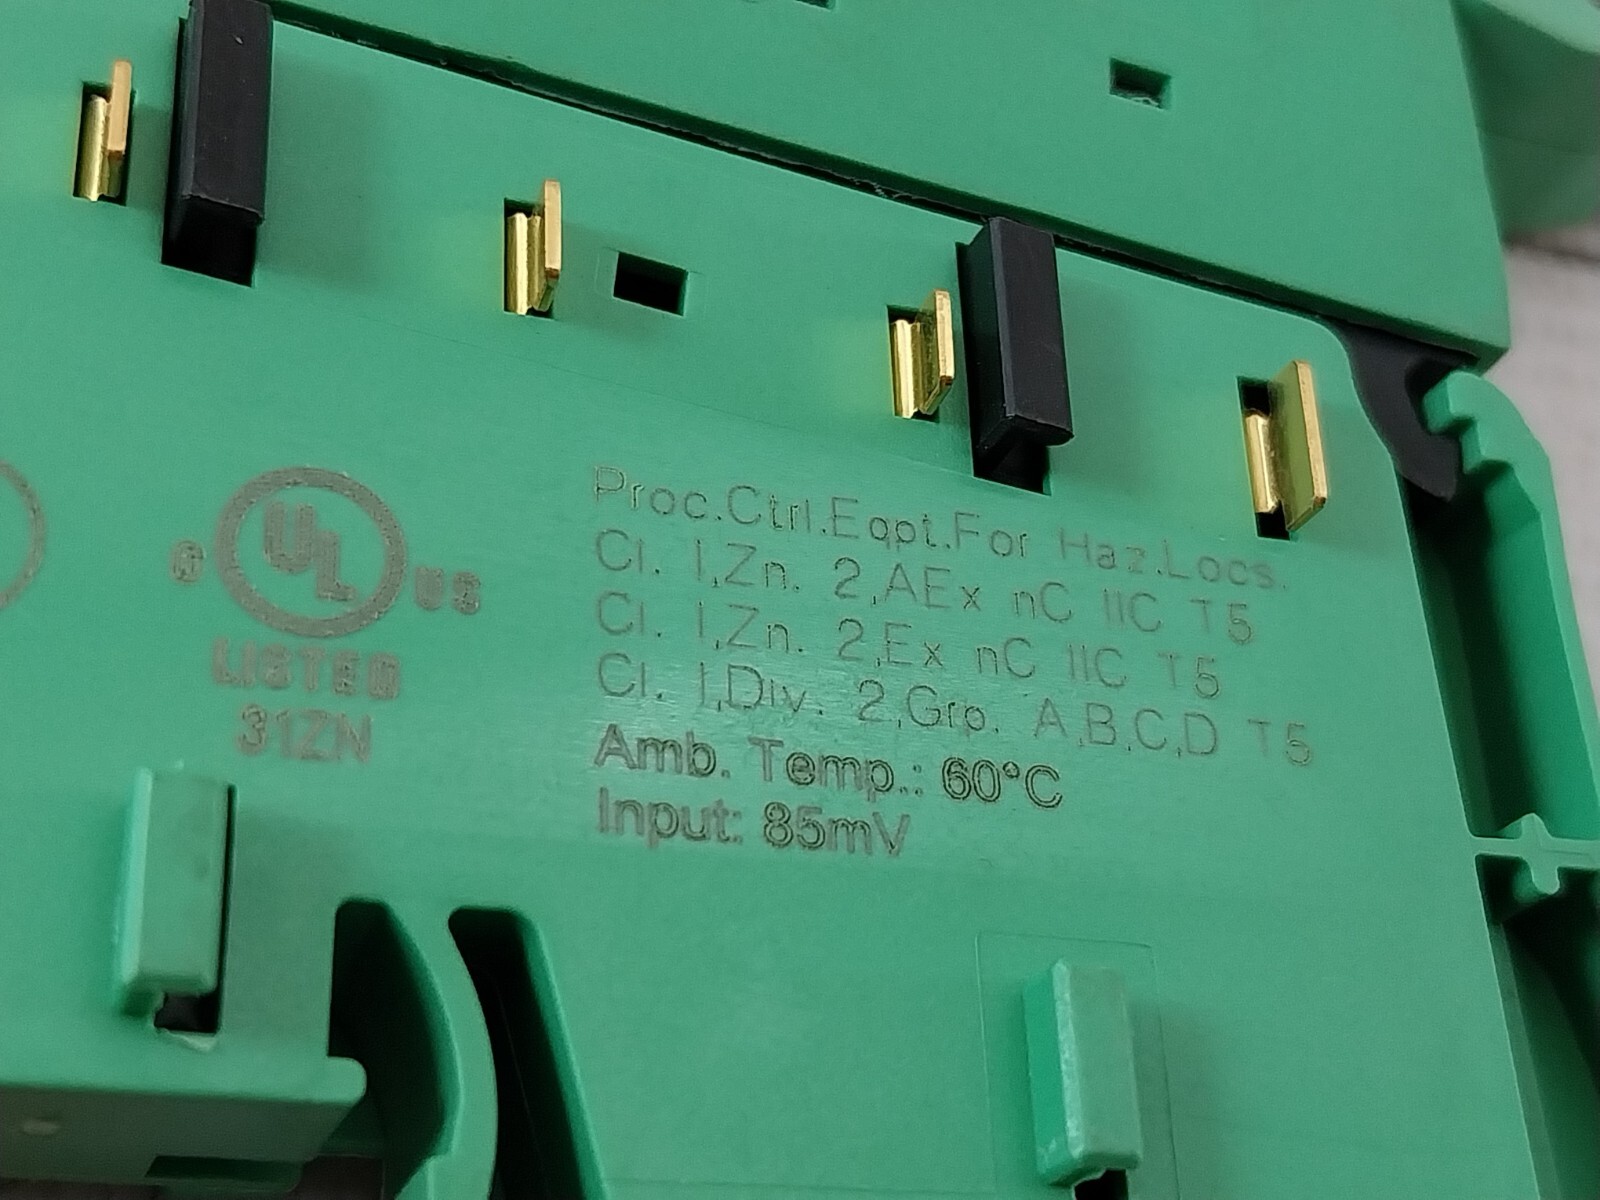 Proc.Ctrl.Eqpt.For Haz.Locs.
Cl. I,Zn. 2,AEx nC IIC T5
Cl. I,Zn. 2,Ex nC IIC T5
Cl. I,Div. 2,Grp. A,B,C,D T5
Amb. Temp.: 60°C
Input: 85mV
C UL US
LISTED
31ZN